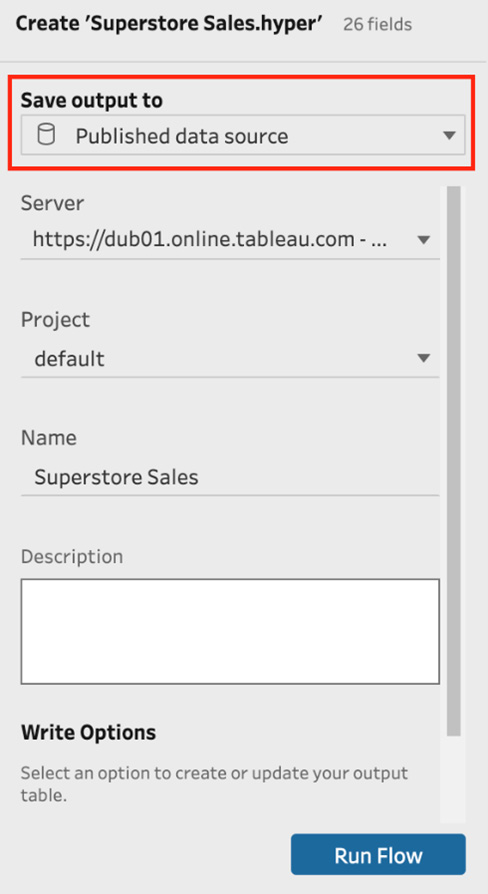 Create ‘Superstore Sales.hyper’ 26 fields
Save output to
Published data source
Server
https://dub01.online.tableau.com - ...
Project
default
Name
Superstore Sales
Description
Write Options
Select an option to create or update your output
table.
Run Flow